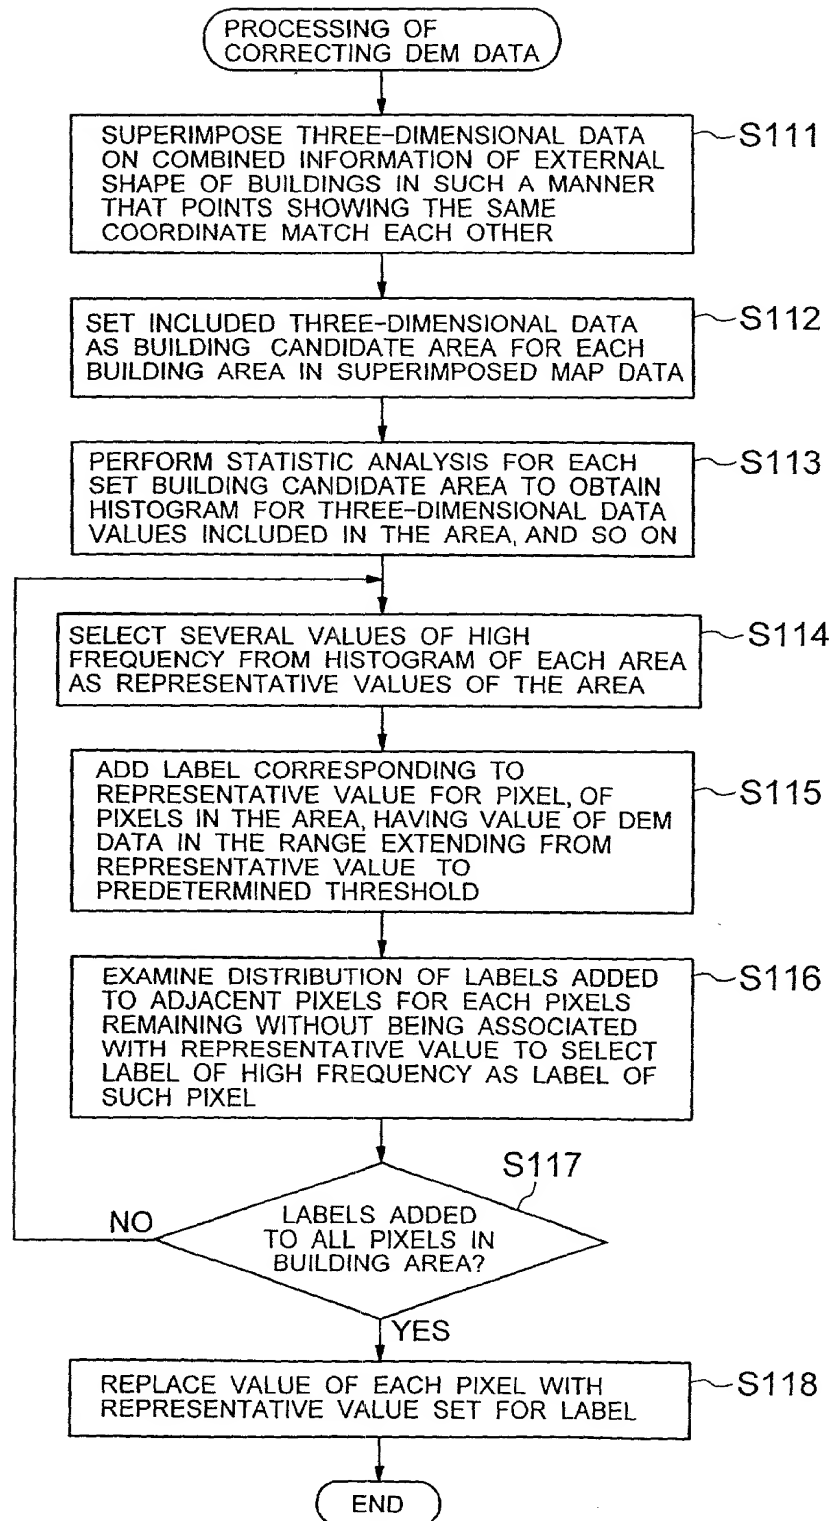 PROCESSING OF
CORRECTING DEM DATA
SUPERIMPOSE THREE-DIMENSIONAL DATA
ON COMBINED INFORMATION OF EXTERNAL
SHAPE OF BUILDINGS IN SUCH A MANNER
THAT POINTS SHOWING THE SAME
COORDINATE MATCH EACH OTHER
S111
SET INCLUDED THREE-DIMENSIONAL DATA
AS BUILDING CANDIDATE AREA FOR EACH
BUILDING AREA IN SUPERIMPOSED MAP DATA
S112
PERFORM STATISTIC ANALYSIS FOR EACH
SET BUILDING CANDIDATE AREA TO OBTAIN
HISTOGRAM FOR THREE-DIMENSIONAL DATA
VALUES INCLUDED IN THE AREA, AND SO ON
S113
SELECT SEVERAL VALUES OF HIGH
FREQUENCY FROM HISTOGRAM OF EACH AREA
AS REPRESENTATIVE VALUES OF THE AREA
S114
ADD LABEL CORRESPONDING TO
REPRESENTATIVE VALUE FOR PIXEL, OF
PIXELS IN THE AREA, HAVING VALUE OF DEM
DATA IN THE RANGE EXTENDING FROM
REPRESENTATIVE VALUE TO
PREDETERMINED THRESHOLD
S115
EXAMINE DISTRIBUTION OF LABELS ADDED
TO ADJACENT PIXELS FOR EACH PIXELS
REMAINING WITHOUT BEING ASSOCIATED
WITH REPRESENTATIVE VALUE TO SELECT
LABEL OF HIGH FREQUENCY AS LABEL OF
SUCH PIXEL
S116
S117
LABELS ADDED
TO ALL PIXELS IN
BUILDING AREA?
NO
YES
REPLACE VALUE OF EACH PIXEL WITH
REPRESENTATIVE VALUE SET FOR LABEL
S118
END